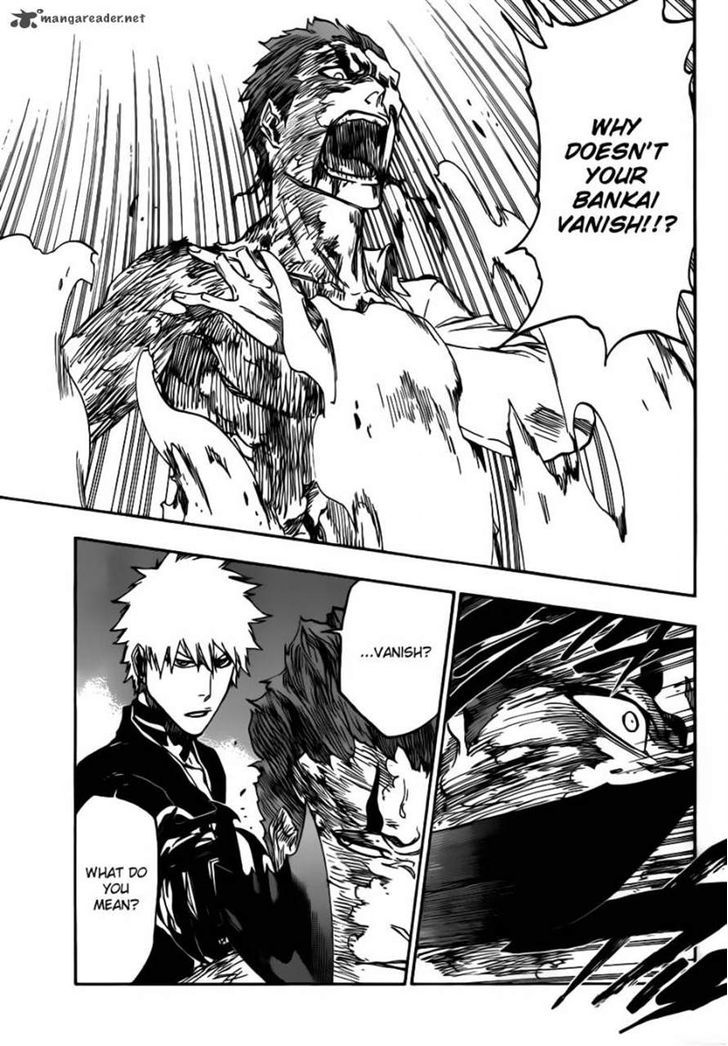 mangareader.net
WHY
DOESN'T
YOUR
BANKAI
VANISH!!?
...VANISH?
WHAT DO
YOU
MEAN?